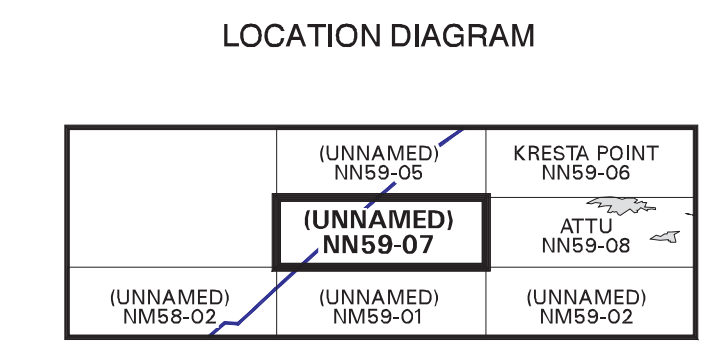 LOCATION DIAGRAM
(UNNAMED)
NN59-05
KRESTA POINT
NN59-06
(UNNAMED)
NN59-07
ATTU
NN59-08
(UNNAMED)
NM58-02
(UNNAMED)
NM59-01
(UNNAMED)
NM59-02